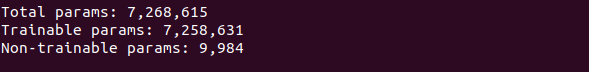 Total params: 7,268,615
Trainable params: 7,258,631
Non-trainable params: 9,984